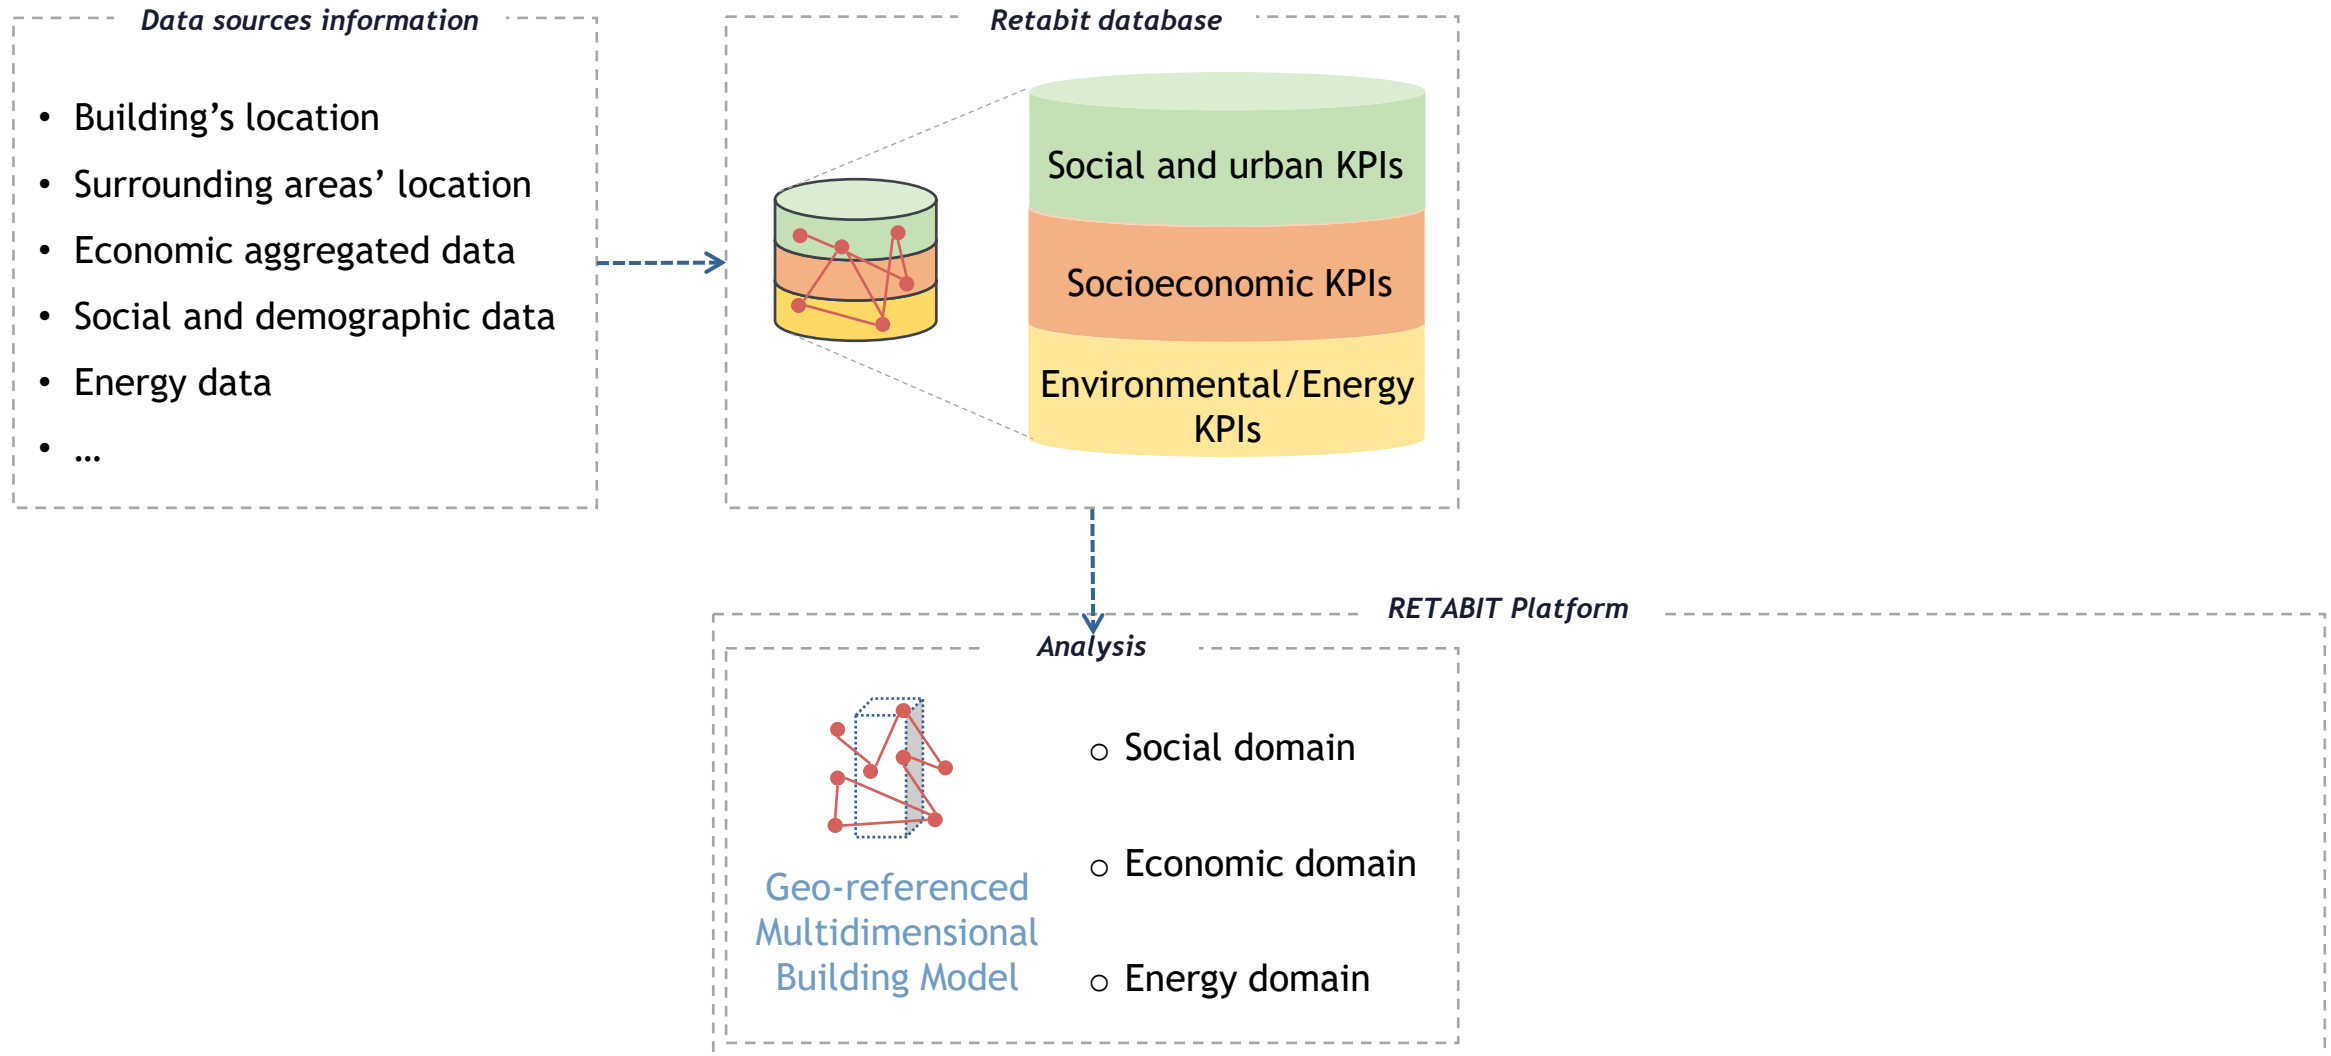 Data sources information
• Building’s location
• Surrounding areas’ location
• Economic aggregated data
• Social and demographic data
• Energy data
• …
Retabit database
Social and urban KPIs
Socioeconomic KPIs
Environmental/Energy
KPIs
RETABIT Platform
Analysis
Geo-referenced
Multidimensional
Building Model
o Social domain
o Economic domain
o Energy domain